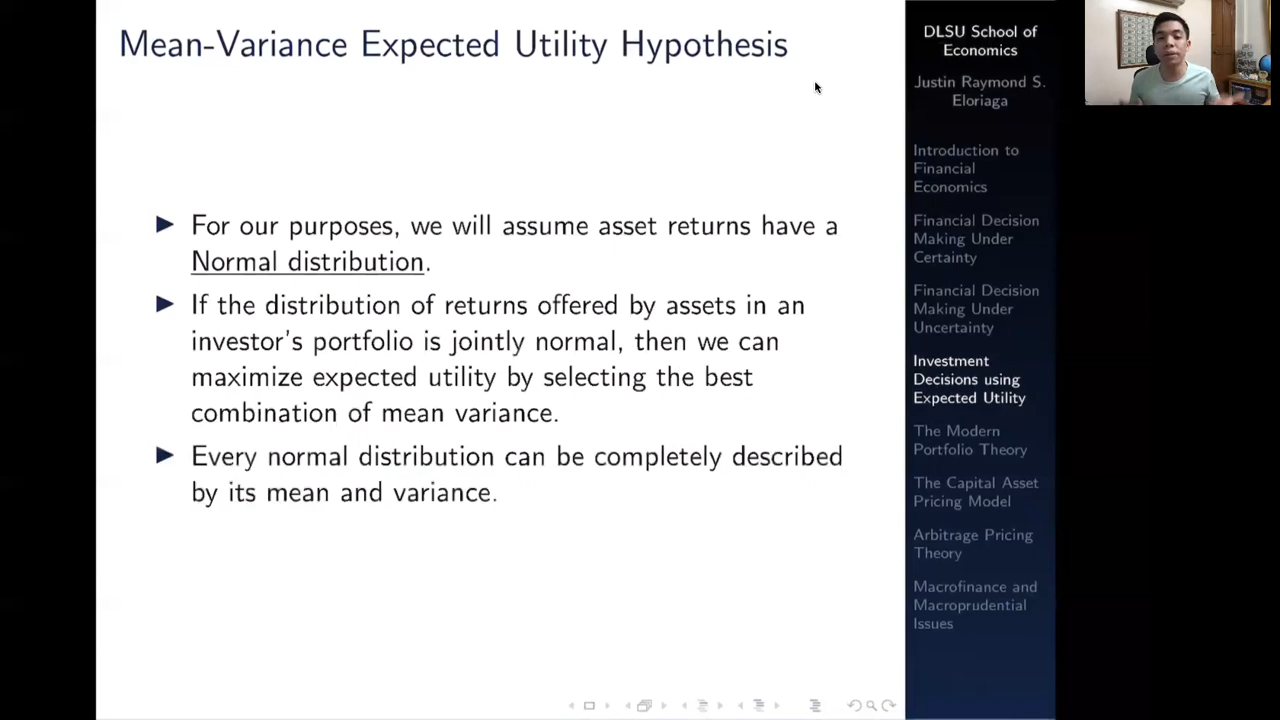 Mean-Variance Expected Utility Hypothesis
For our purposes, we will assume asset returns have a
Normal distribution.
If the distribution of returns offered by assets in an
investor's portfolio is jointly normal, then we can
maximize expected utility by selecting the best
combination of mean variance.
Every normal distribution can be completely described
by its mean and variance.
DLSU School of
Economics
Justin Raymond S.
Eloriaga
Introduction to
Financial
Economics
Financial Decision
Making Under
Certainty
Financial Decision
Making Under
Uncertainty
Investment
Decisions using
Expected Utility
The Modern
Portfolio Theory
The Capital Asset
Pricing Model
Arbitrage Pricing
Theory
Macrofinance and
Macroprudential
Issues